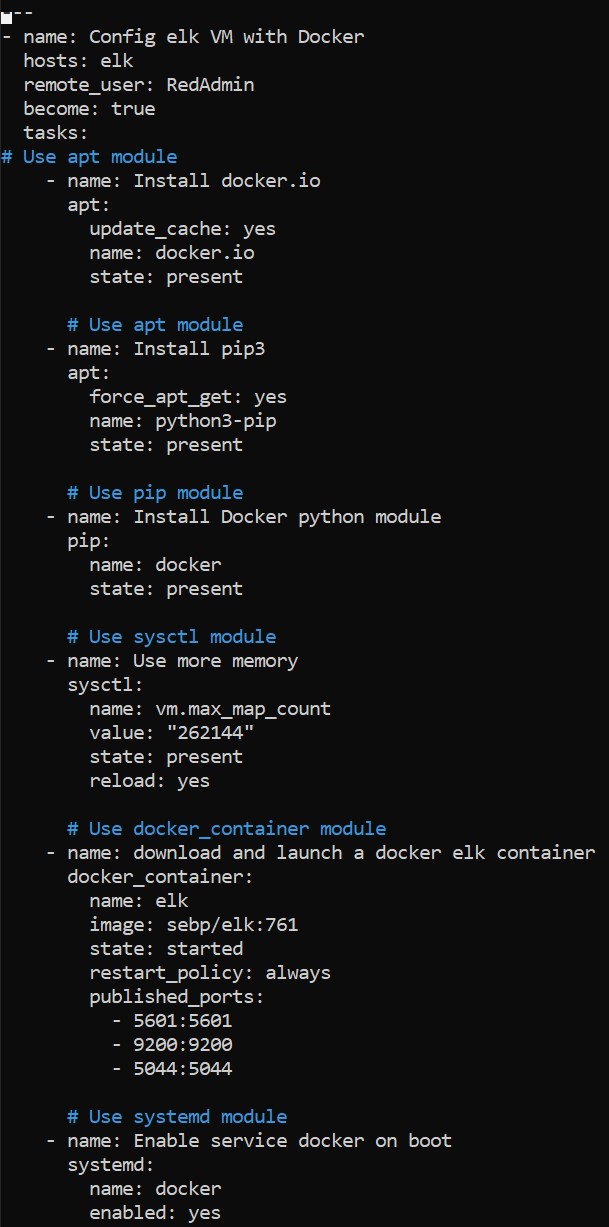 ---
- name: Config elk VM with Docker
  hosts: elk
  remote_user: RedAdmin
  become: true
  tasks:
# Use apt module
    - name: Install docker.io
      apt:
        update_cache: yes
        name: docker.io
        state: present

      # Use apt module
    - name: Install pip3
      apt:
        force_apt_get: yes
        name: python3-pip
        state: present

      # Use pip module
    - name: Install Docker python module
      pip:
        name: docker
        state: present

      # Use sysctl module
    - name: Use more memory
      sysctl:
        name: vm.max_map_count
        value: "262144"
        state: present
        reload: yes

      # Use docker_container module
    - name: download and launch a docker elk container
      docker_container:
        name: elk
        image: sebp/elk:761
        state: started
        restart_policy: always
        published_ports:
          - 5601:5601
          - 9200:9200
          - 5044:5044

      # Use systemd module
    - name: Enable service docker on boot
      systemd:
        name: docker
        enabled: yes